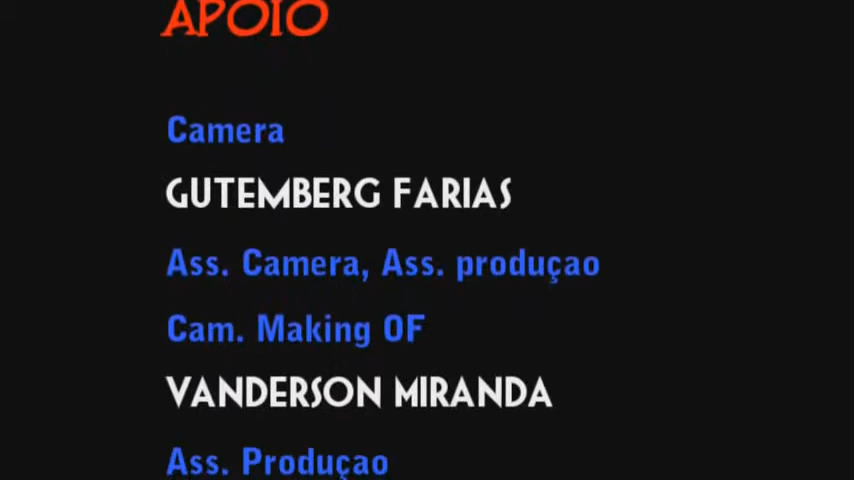 APOIO
Camera
GUTEMBERG FARIAS
Ass. Camera, Ass. produçao
Cam. Making OF
VANDERSON MIRANDA
Ass. Produçao